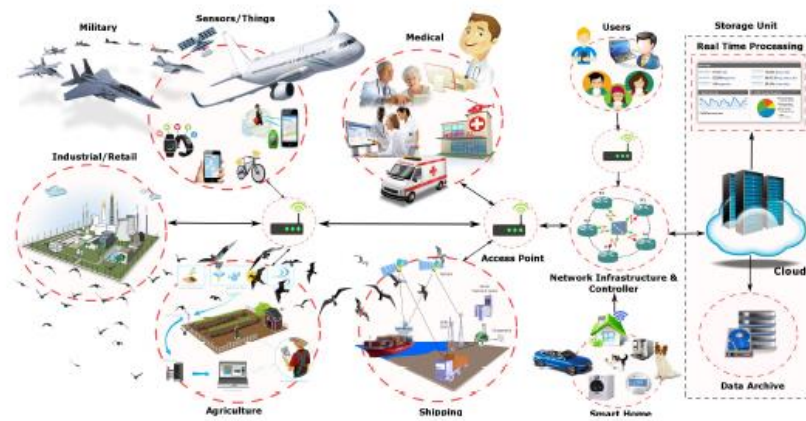 Military
Sensors/Things
Medical
Users
Storage Unit
Real Time Processing
Industrial/Retail
Access Point
Network Infrastructure &
Controller
Cloud
Data Archive
Agriculture
Shipping
Smart Home